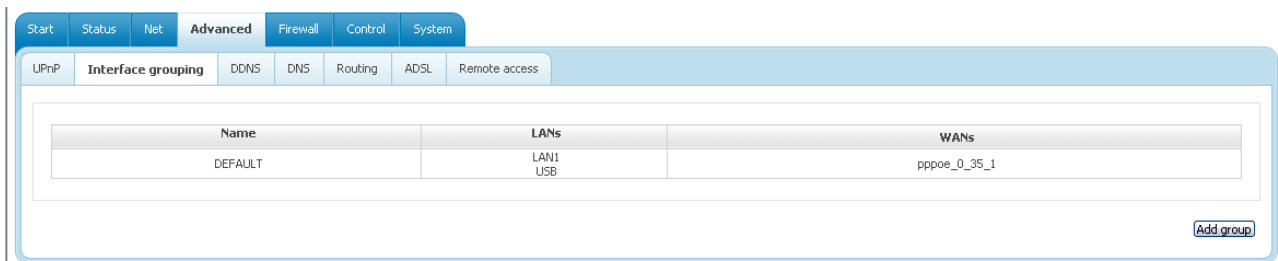 Start Status Net Advanced Firewall Control System
UPnP Interface grouping DDNS DNS Routing ADSL Remote access
Name LANs WANs
DEFAULT LAN1 pppoe_0_35_1
USB
Add group